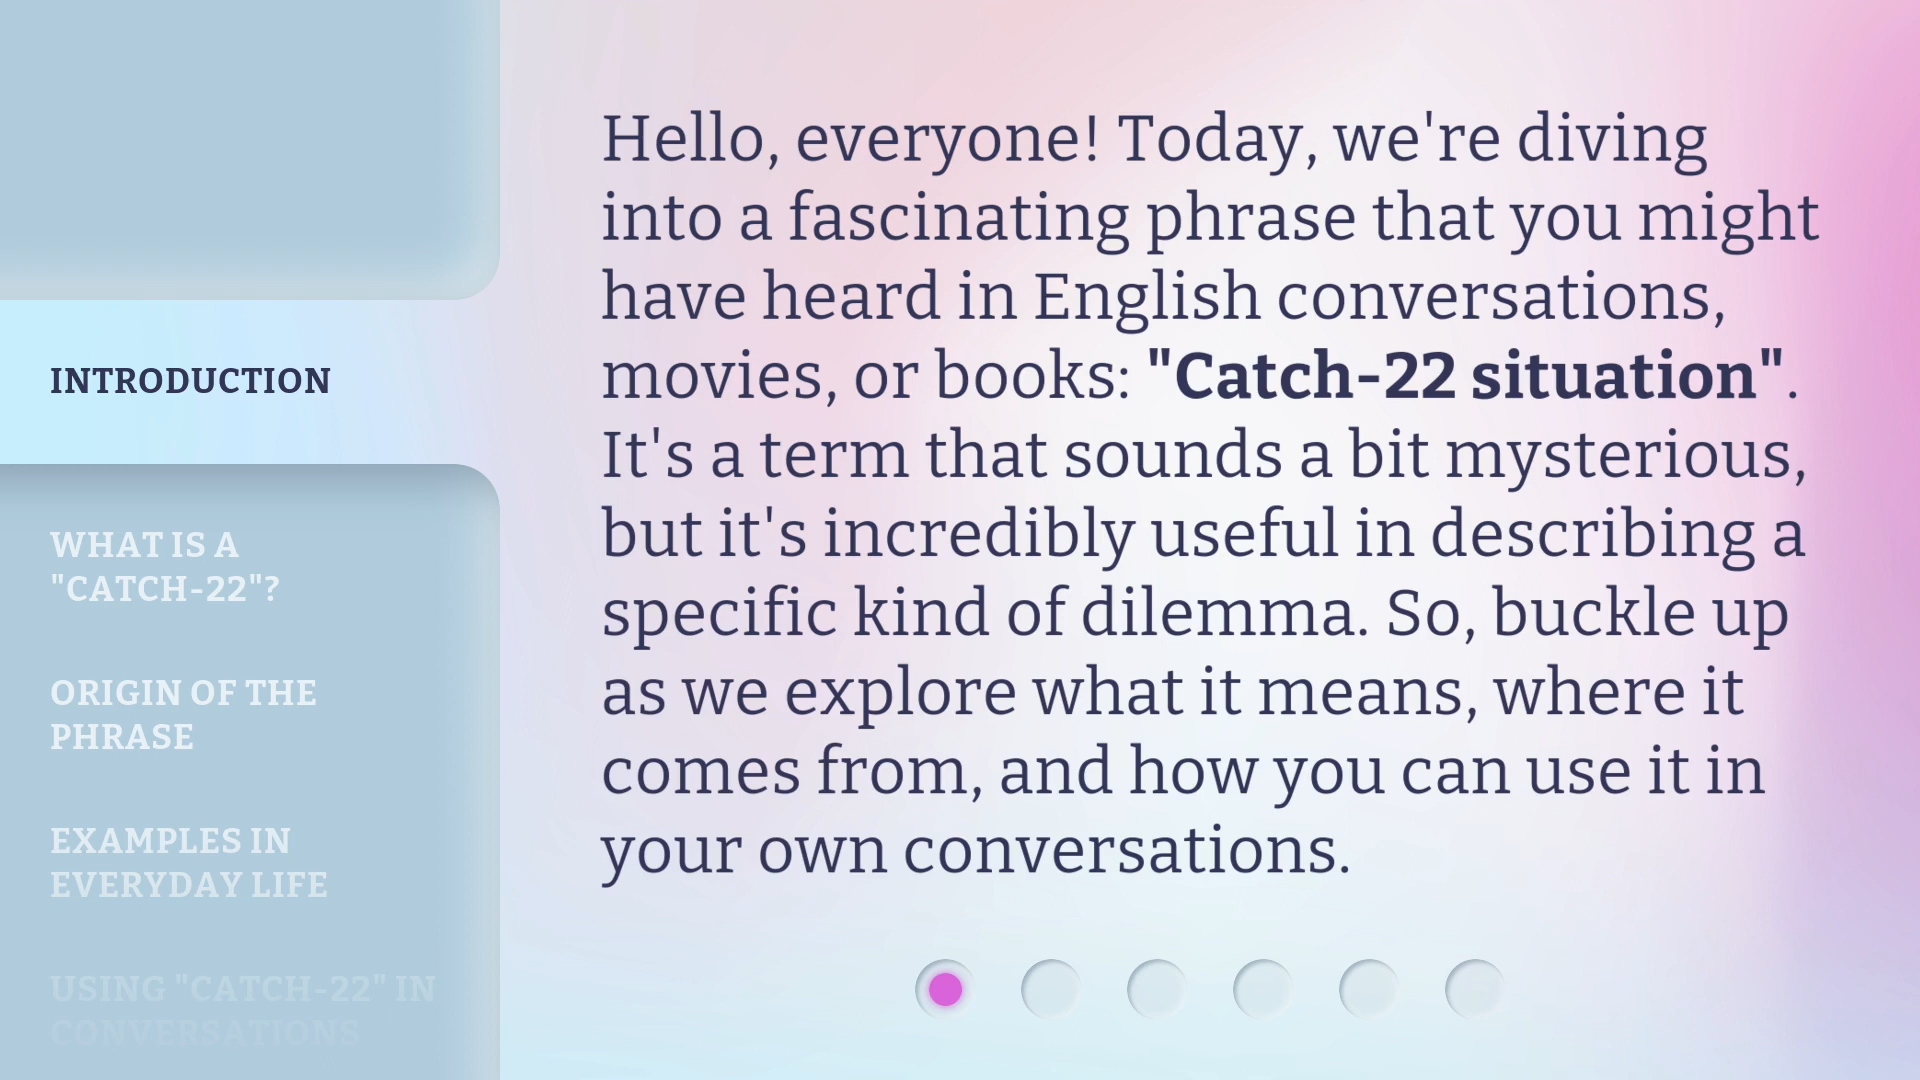 INTRODUCTION
WHAT IS A
"CATCH-22"?
ORIGIN OF THE
PHRASE
EXAMPLES IN
EVERYDAY LIFE
USING "CATCH-22" IN
CONVERSATIONS
Hello, everyone! Today, we're diving
into a fascinating phrase that you might
have heard in English conversations,
movies, or books: "Catch-22 situation".
It's a term that sounds a bit mysterious,
but it's incredibly useful in describing a
specific kind of dilemma. So, buckle up
as we explore what it means, where it
comes from, and how you can use it in
your own conversations.